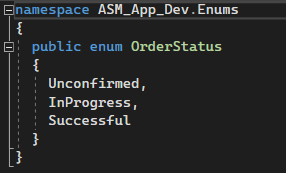 namespace ASM_App_Dev.Enums
{
public enum OrderStatus
{
Unconfirmed,
InProgress,
Successful
}
}